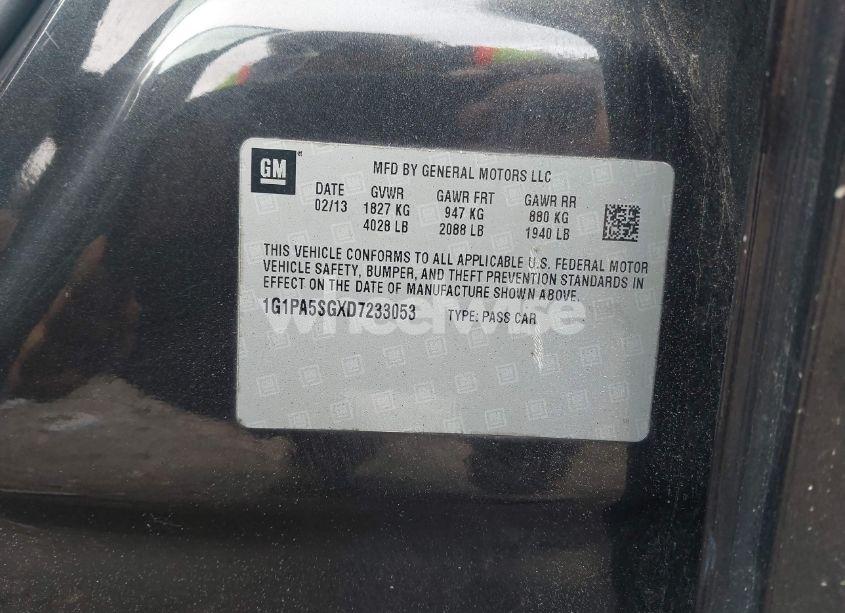 GM
MFD BY GENERAL MOTORS LLC
DATE GVWR GAWR FRT GAWR RR
02/13 1827 KG 947 KG 880 KG
4028 LB 2088 LB 1940 LB
THIS VEHICLE CONFORMS TO ALL APPLICABLE U.S. FEDERAL MOTOR
VEHICLE SAFETY, BUMPER, AND THEFT PREVENTION STANDARDS IN
EFFECT ON THE DATE OF MANUFACTURE SHOWN ABOVE.
1G1PA5SGXD7233053 TYPE: PASS CAR